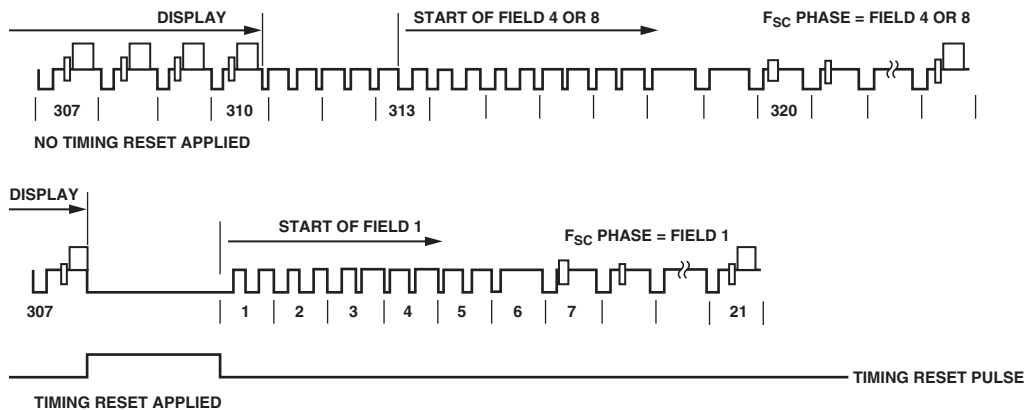 DISPLAY START OF FIELD 4 OR 8 FSC PHASE = FIELD 4 OR 8
307 310 313 320
NO TIMING RESET APPLIED
DISPLAY
START OF FIELD 1 FSC PHASE = FIELD 1
307 1 2 3 4 5 6 7 21
TIMING RESET PULSE
TIMING RESET APPLIED